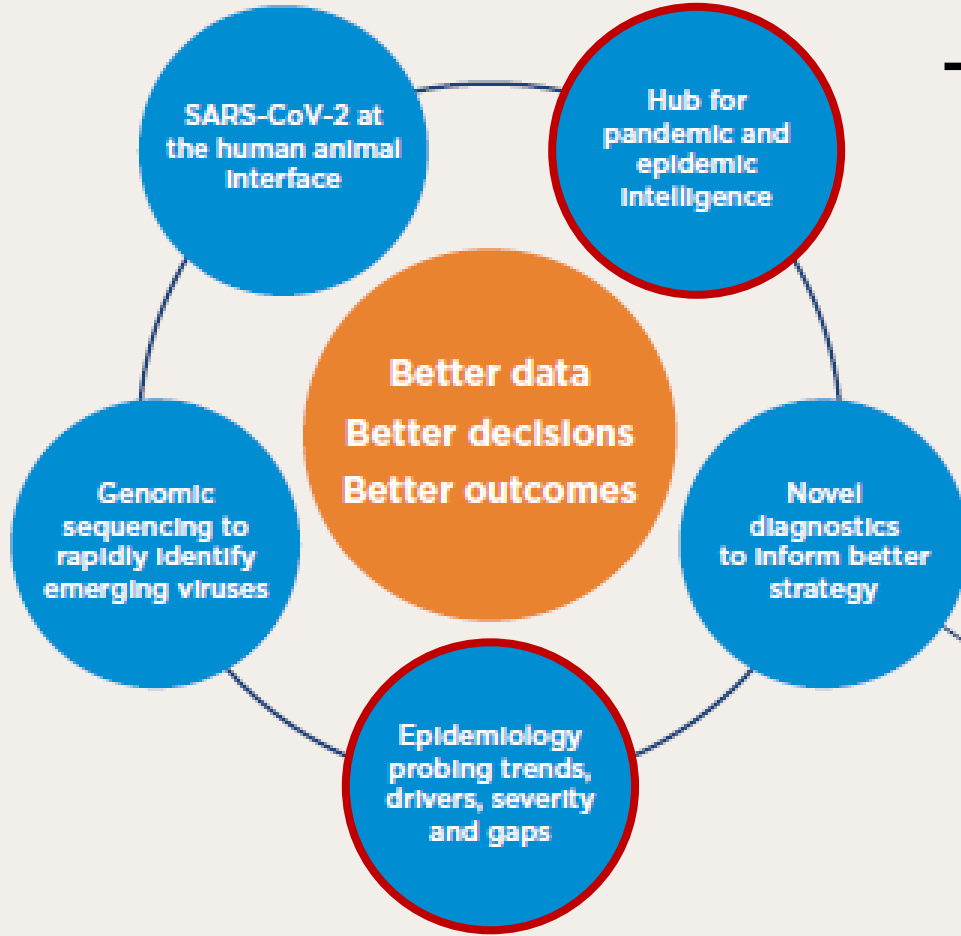 SARS-CoV-2 at
the human animal
interface
Hub for
pandemic and
epidemic
intelligence
Better data
Better decisions
Better outcomes
Genomic
sequencing to
rapidly identify
emerging viruses
Novel
diagnostics
to inform better
strategy
Epidemiology
probing trends,
drivers, severity
and gaps